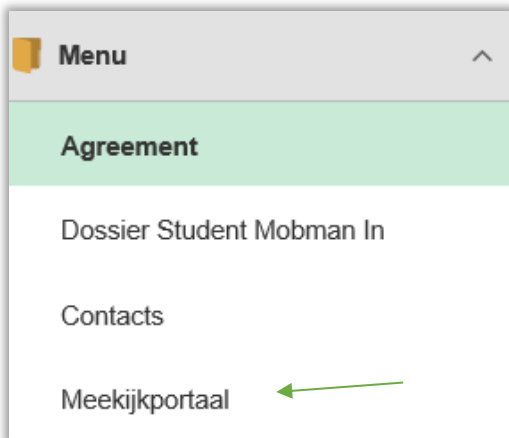 Menu
Agreement
Dossier Student Mobman In
Contacts
Meekijkportaal